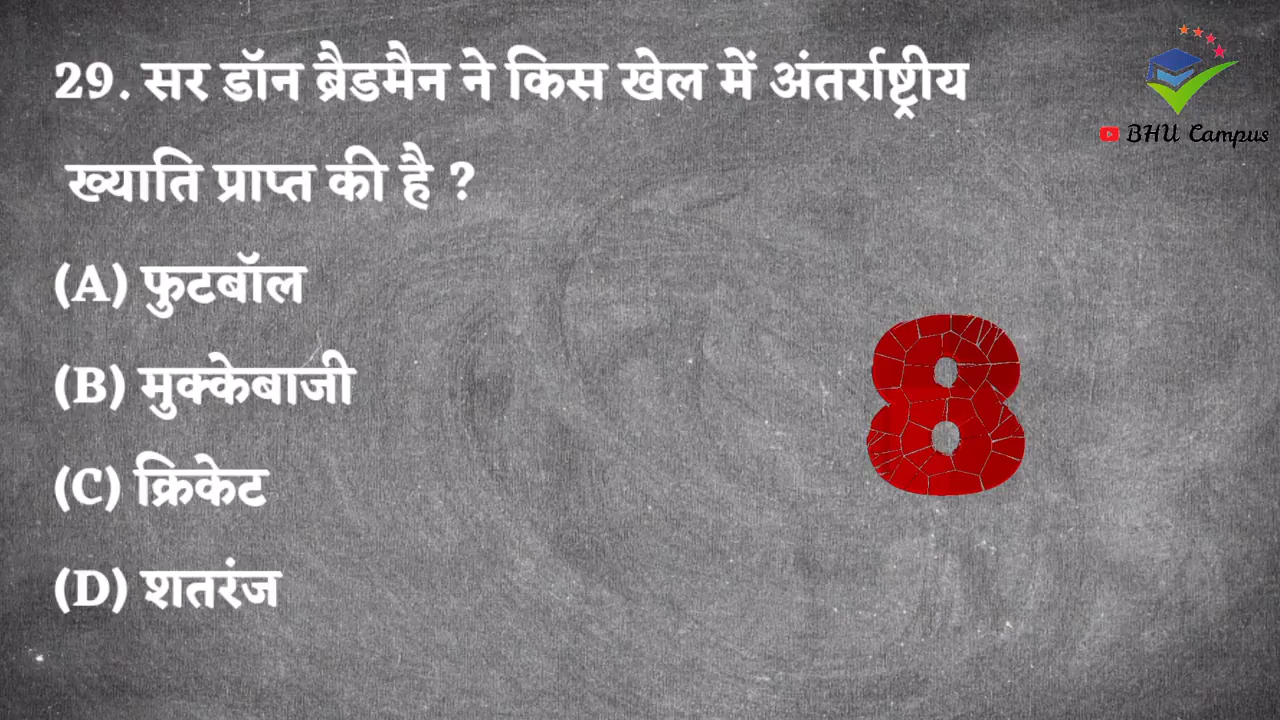 29. सर डॉन ब्रैडमैन ने किस खेल में अंतर्राष्ट्रीय
ख्याति प्राप्त की है ?
(A) फुटबॉल
(B) मुक्केबाजी
(C) क्रिकेट
(D) शतरंज
8
BHU Campus